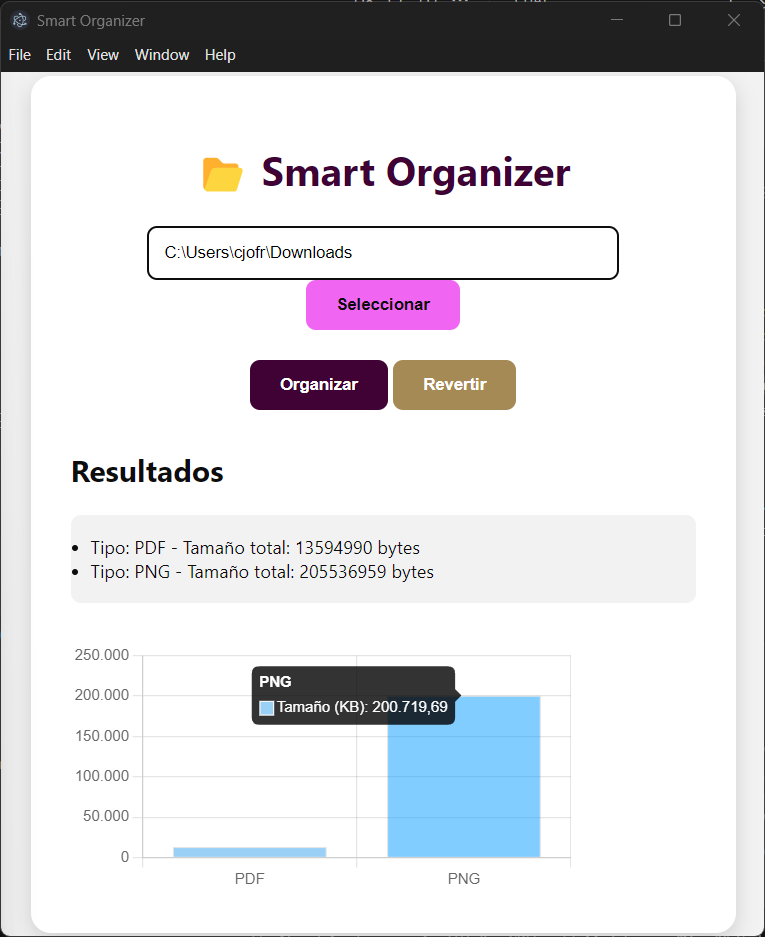 Smart Organizer
File Edit View Window Help
Smart Organizer
C:\Users\cjofr\Downloads
Seleccionar
Organizar Revertir
Resultados
Tipo: PDF - Tamaño total: 13594990 bytes
Tipo: PNG - Tamaño total: 205536959 bytes
250.000
PNG
200.000
Tamaño (KB): 200.719,69
150.000
100.000
50.000
0
PDF PNG